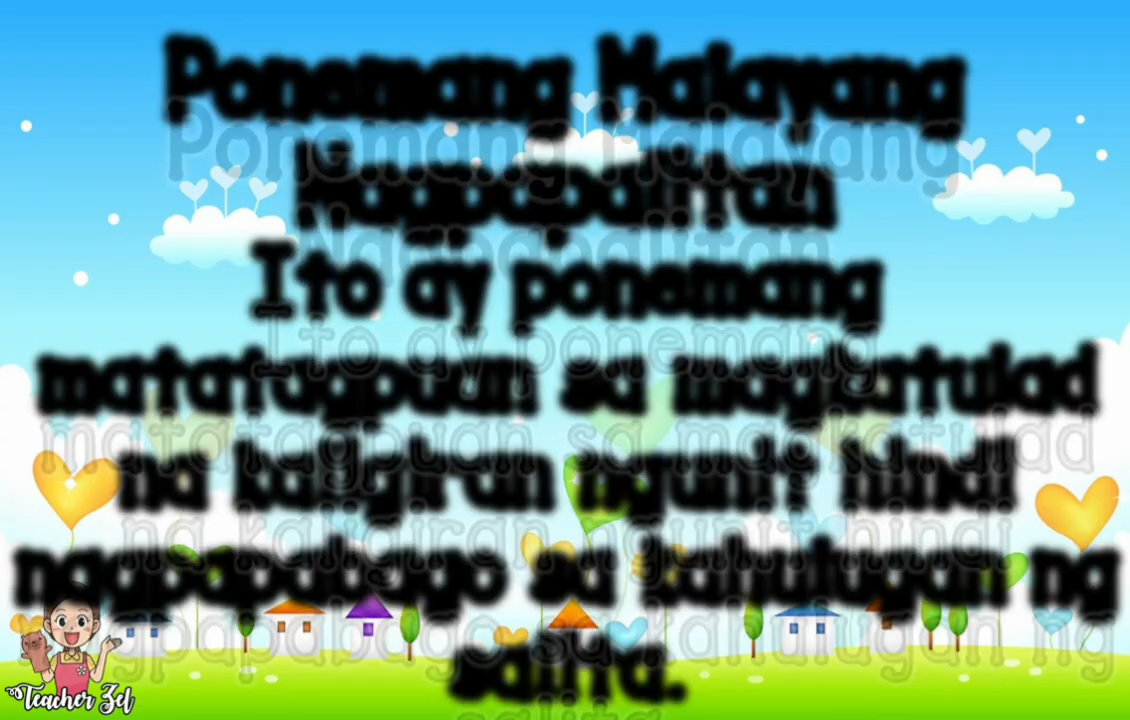 Ponemang Malayang
Nagpapalitan
Ito ay ponemang
matatagpuan sa magkatulad
na kaligiran ngunit hindi
nagpapabago sa kahulugan ng
salita.
Teacher Zel